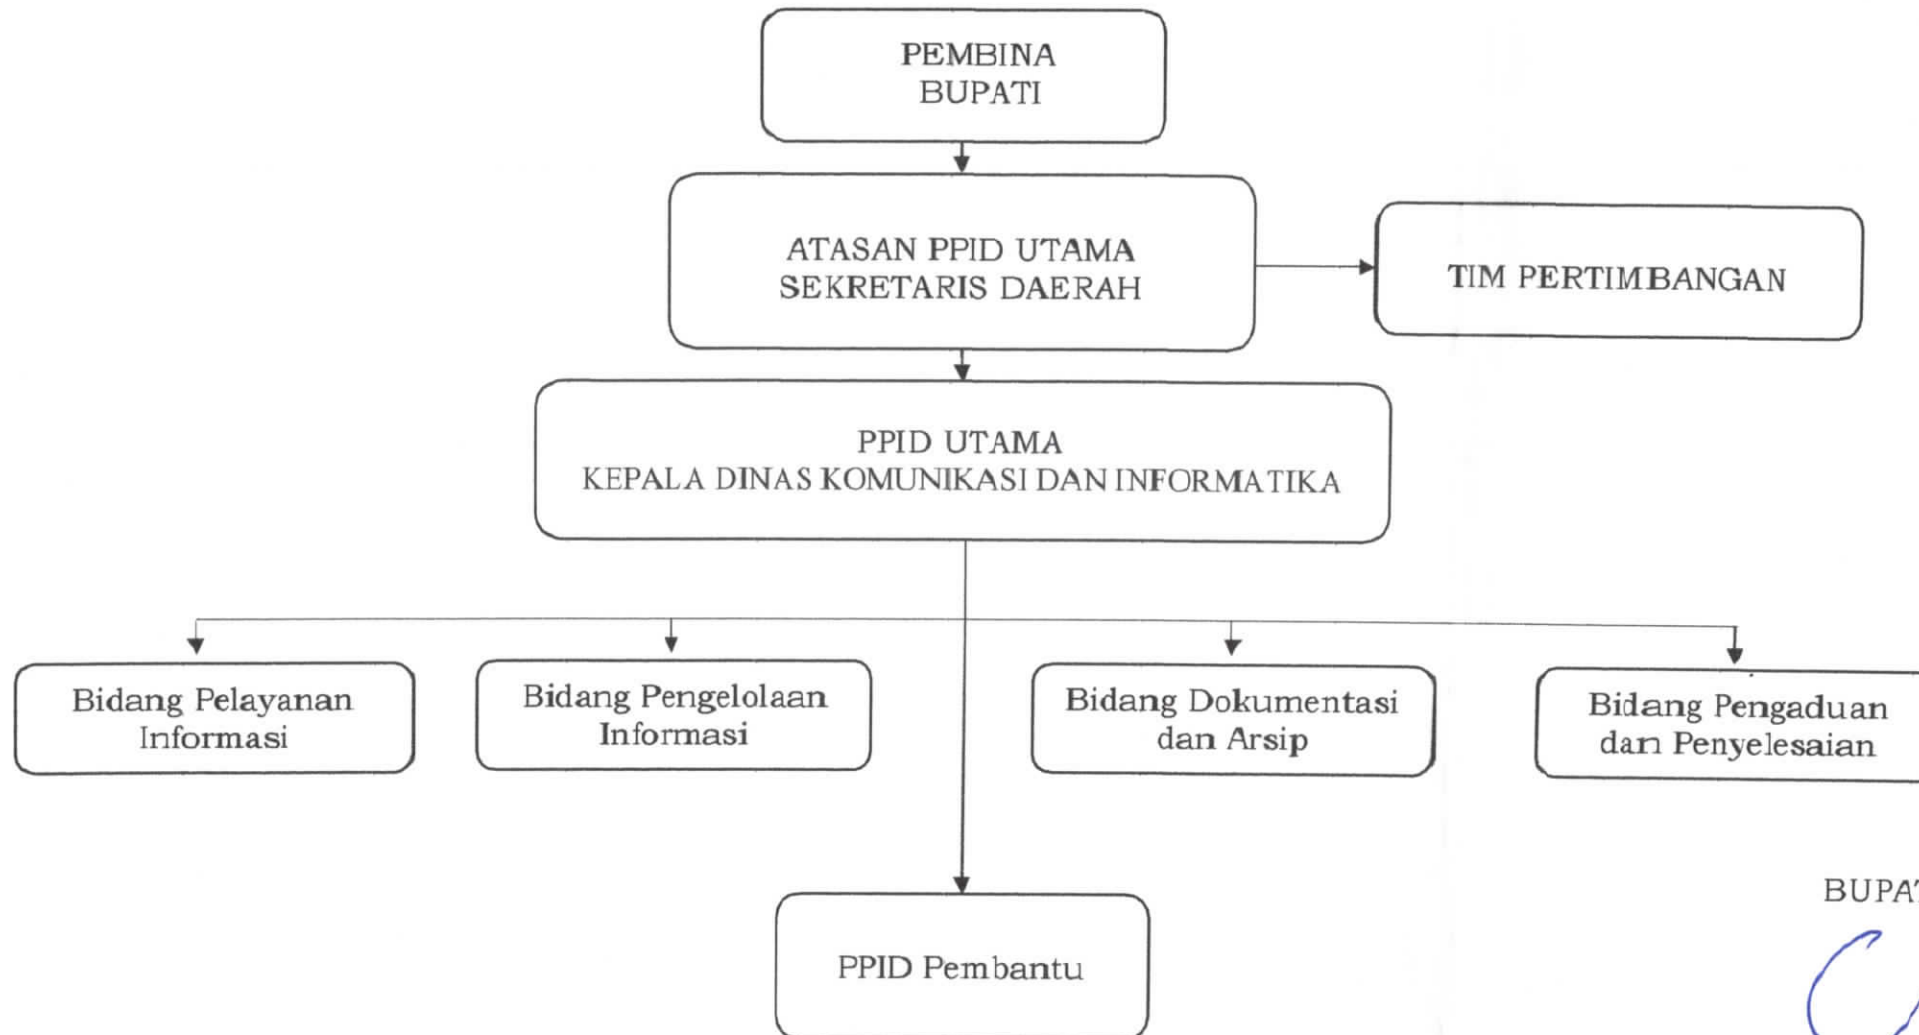 PEMBINA
BUPATI
ATASAN PPID UTAMA
SEKRETARIS DAERAH
TIM PERTIMBANGAN
PPID UTAMA
KEPALA DINAS KOMUNIKASI DAN INFORMATIKA
Bidang Pelayanan
Informasi
Bidang Pengelolaan
Informasi
Bidang Dokumentasi
dan Arsip
Bidang Pengaduan
dan Penyelesaian
PPID Pembantu